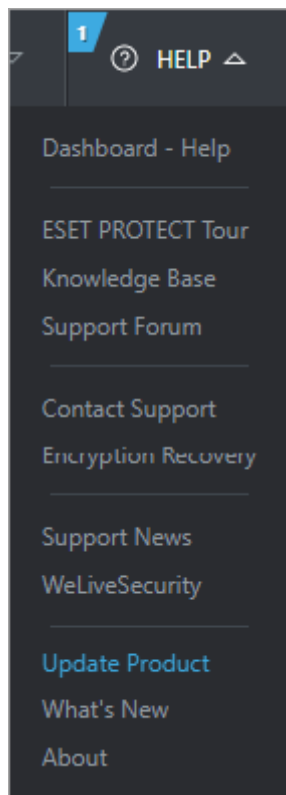 1
HELP
Dashboard - Help
ESET PROTECT Tour
Knowledge Base
Support Forum
Contact Support
Encryption Recovery
Support News
WeLiveSecurity
Update Product
What's New
About